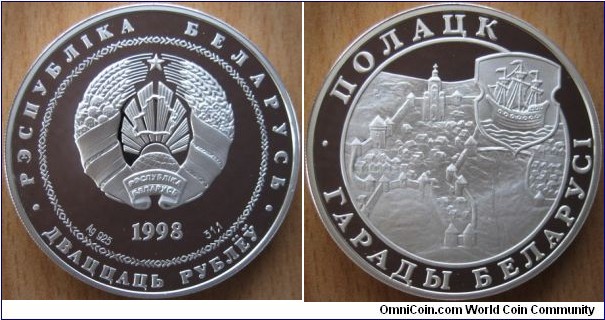 РЭСПУБЛІКА БЕЛАРУСЬ
РЭСПУБЛІКА
БЕЛАРУСЬ
Ag 925
1998
31.1
ДВАЦЦАЦЬ РУБЛЁЎ
ПОЛАЦК
ГАРАДЫ БЕЛАРУСІ
OmniCoin.com World Coin Community